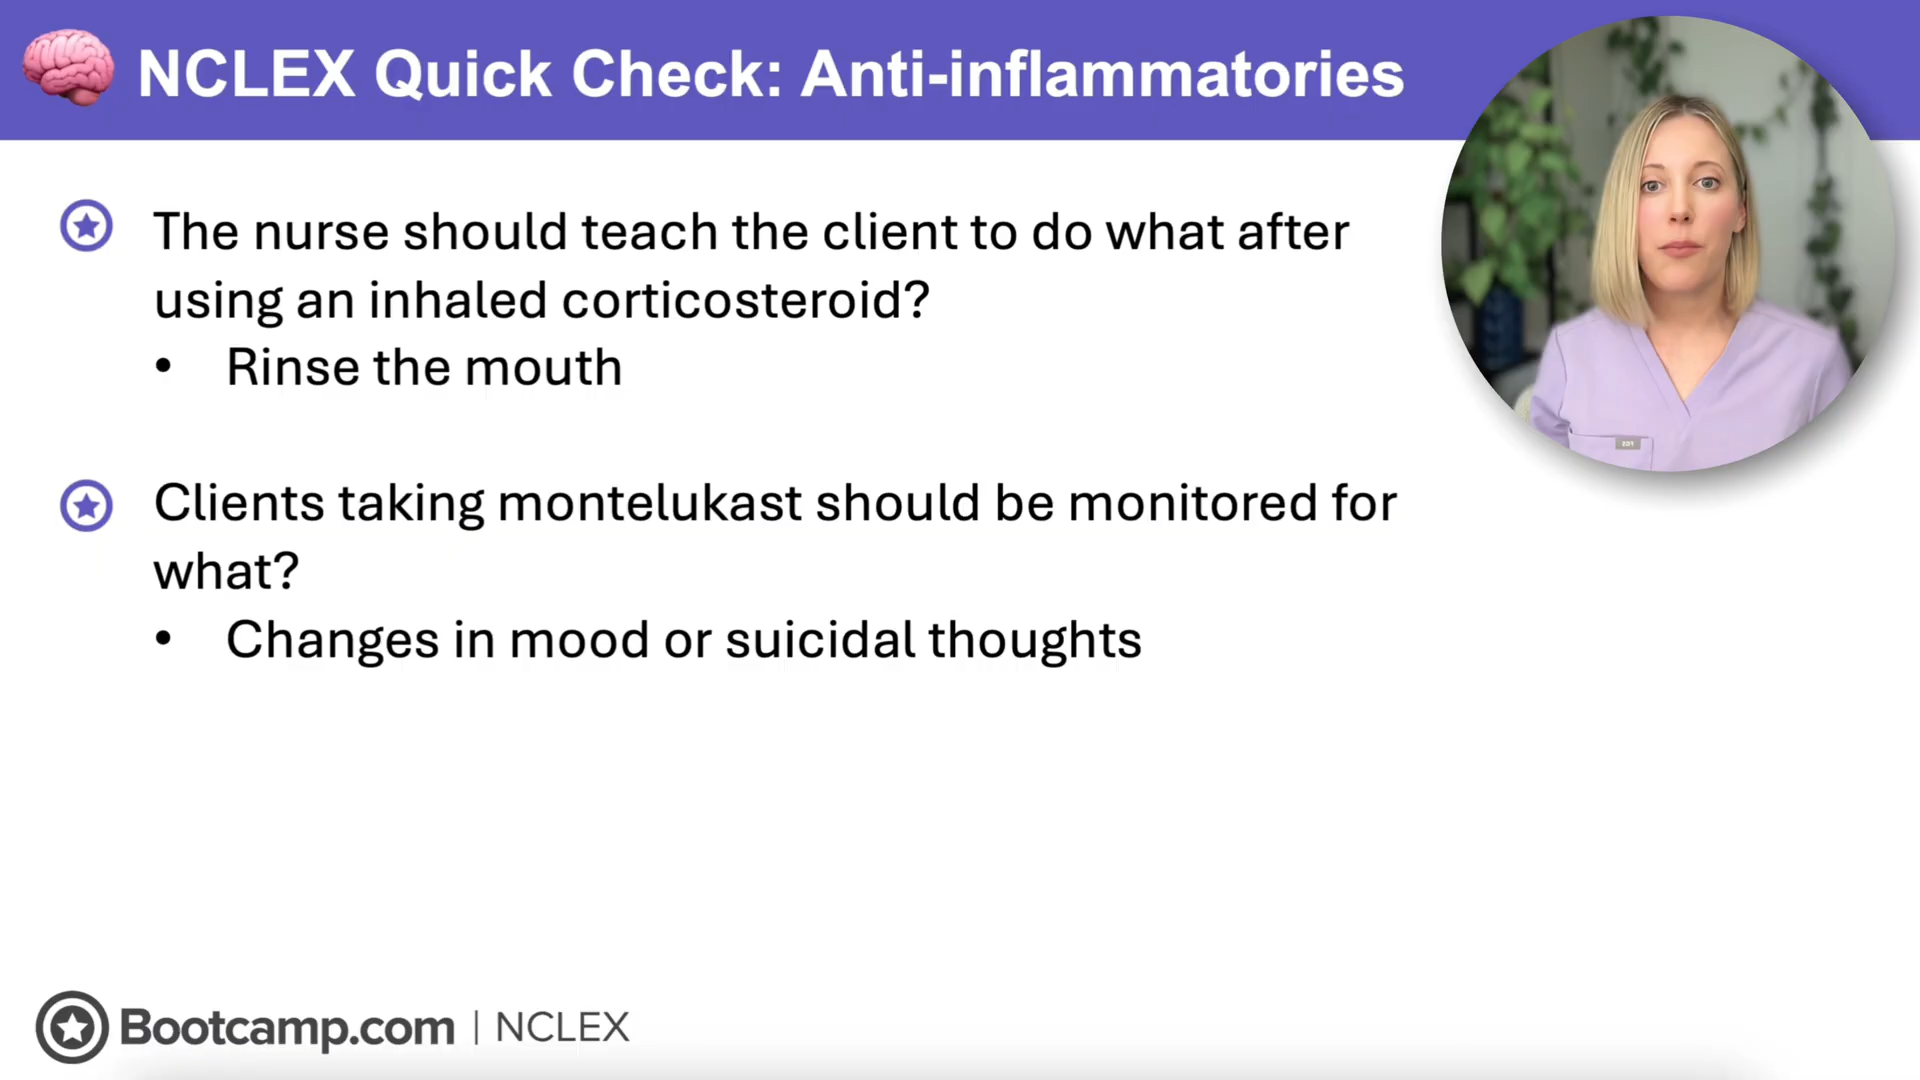 NCLEX Quick Check: Anti-inflammatories
The nurse should teach the client to do what after
using an inhaled corticosteroid?
• Rinse the mouth
Clients taking montelukast should be monitored for
what?
• Changes in mood or suicidal thoughts
Bootcamp.com | NCLEX